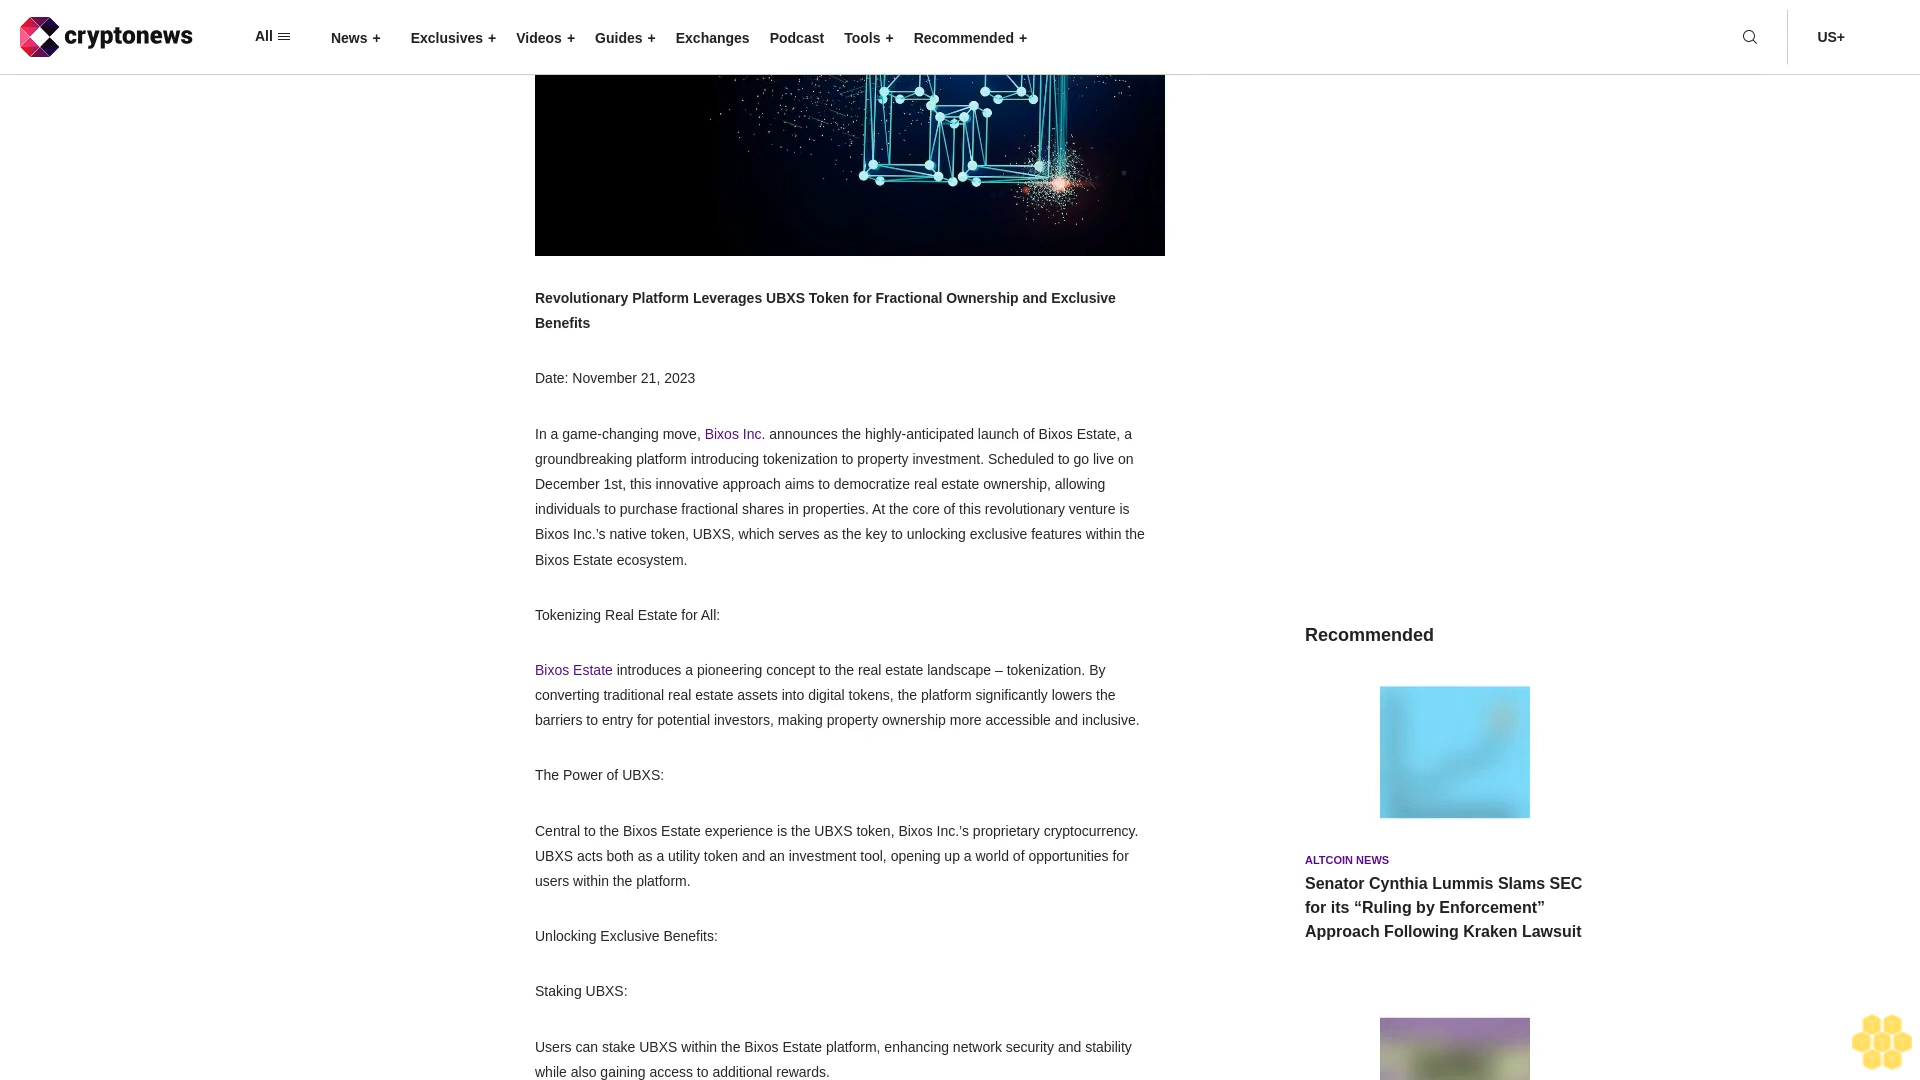 cryptonews
All
News +
Exclusives +
Videos +
Guides +
Exchanges
Podcast
Tools +
Recommended +
US+
Revolutionary Platform Leverages UBXS Token for Fractional Ownership and Exclusive
Benefits
Date: November 21, 2023
In a game-changing move, Bixos Inc. announces the highly-anticipated launch of Bixos Estate, a
groundbreaking platform introducing tokenization to property investment. Scheduled to go live on
December 1st, this innovative approach aims to democratize real estate ownership, allowing
individuals to purchase fractional shares in properties. At the core of this revolutionary venture is
Bixos Inc.’s native token, UBXS, which serves as the key to unlocking exclusive features within the
Bixos Estate ecosystem.
Tokenizing Real Estate for All:
Bixos Estate introduces a pioneering concept to the real estate landscape – tokenization. By
converting traditional real estate assets into digital tokens, the platform significantly lowers the
barriers to entry for potential investors, making property ownership more accessible and inclusive.
The Power of UBXS:
Central to the Bixos Estate experience is the UBXS token, Bixos Inc.’s proprietary cryptocurrency.
UBXS acts both as a utility token and an investment tool, opening up a world of opportunities for
users within the platform.
Unlocking Exclusive Benefits:
Staking UBXS:
Users can stake UBXS within the Bixos Estate platform, enhancing network security and stability
while also gaining access to additional rewards.
Recommended
ALTCOIN NEWS
Senator Cynthia Lummis Slams SEC
for its “Ruling by Enforcement”
Approach Following Kraken Lawsuit